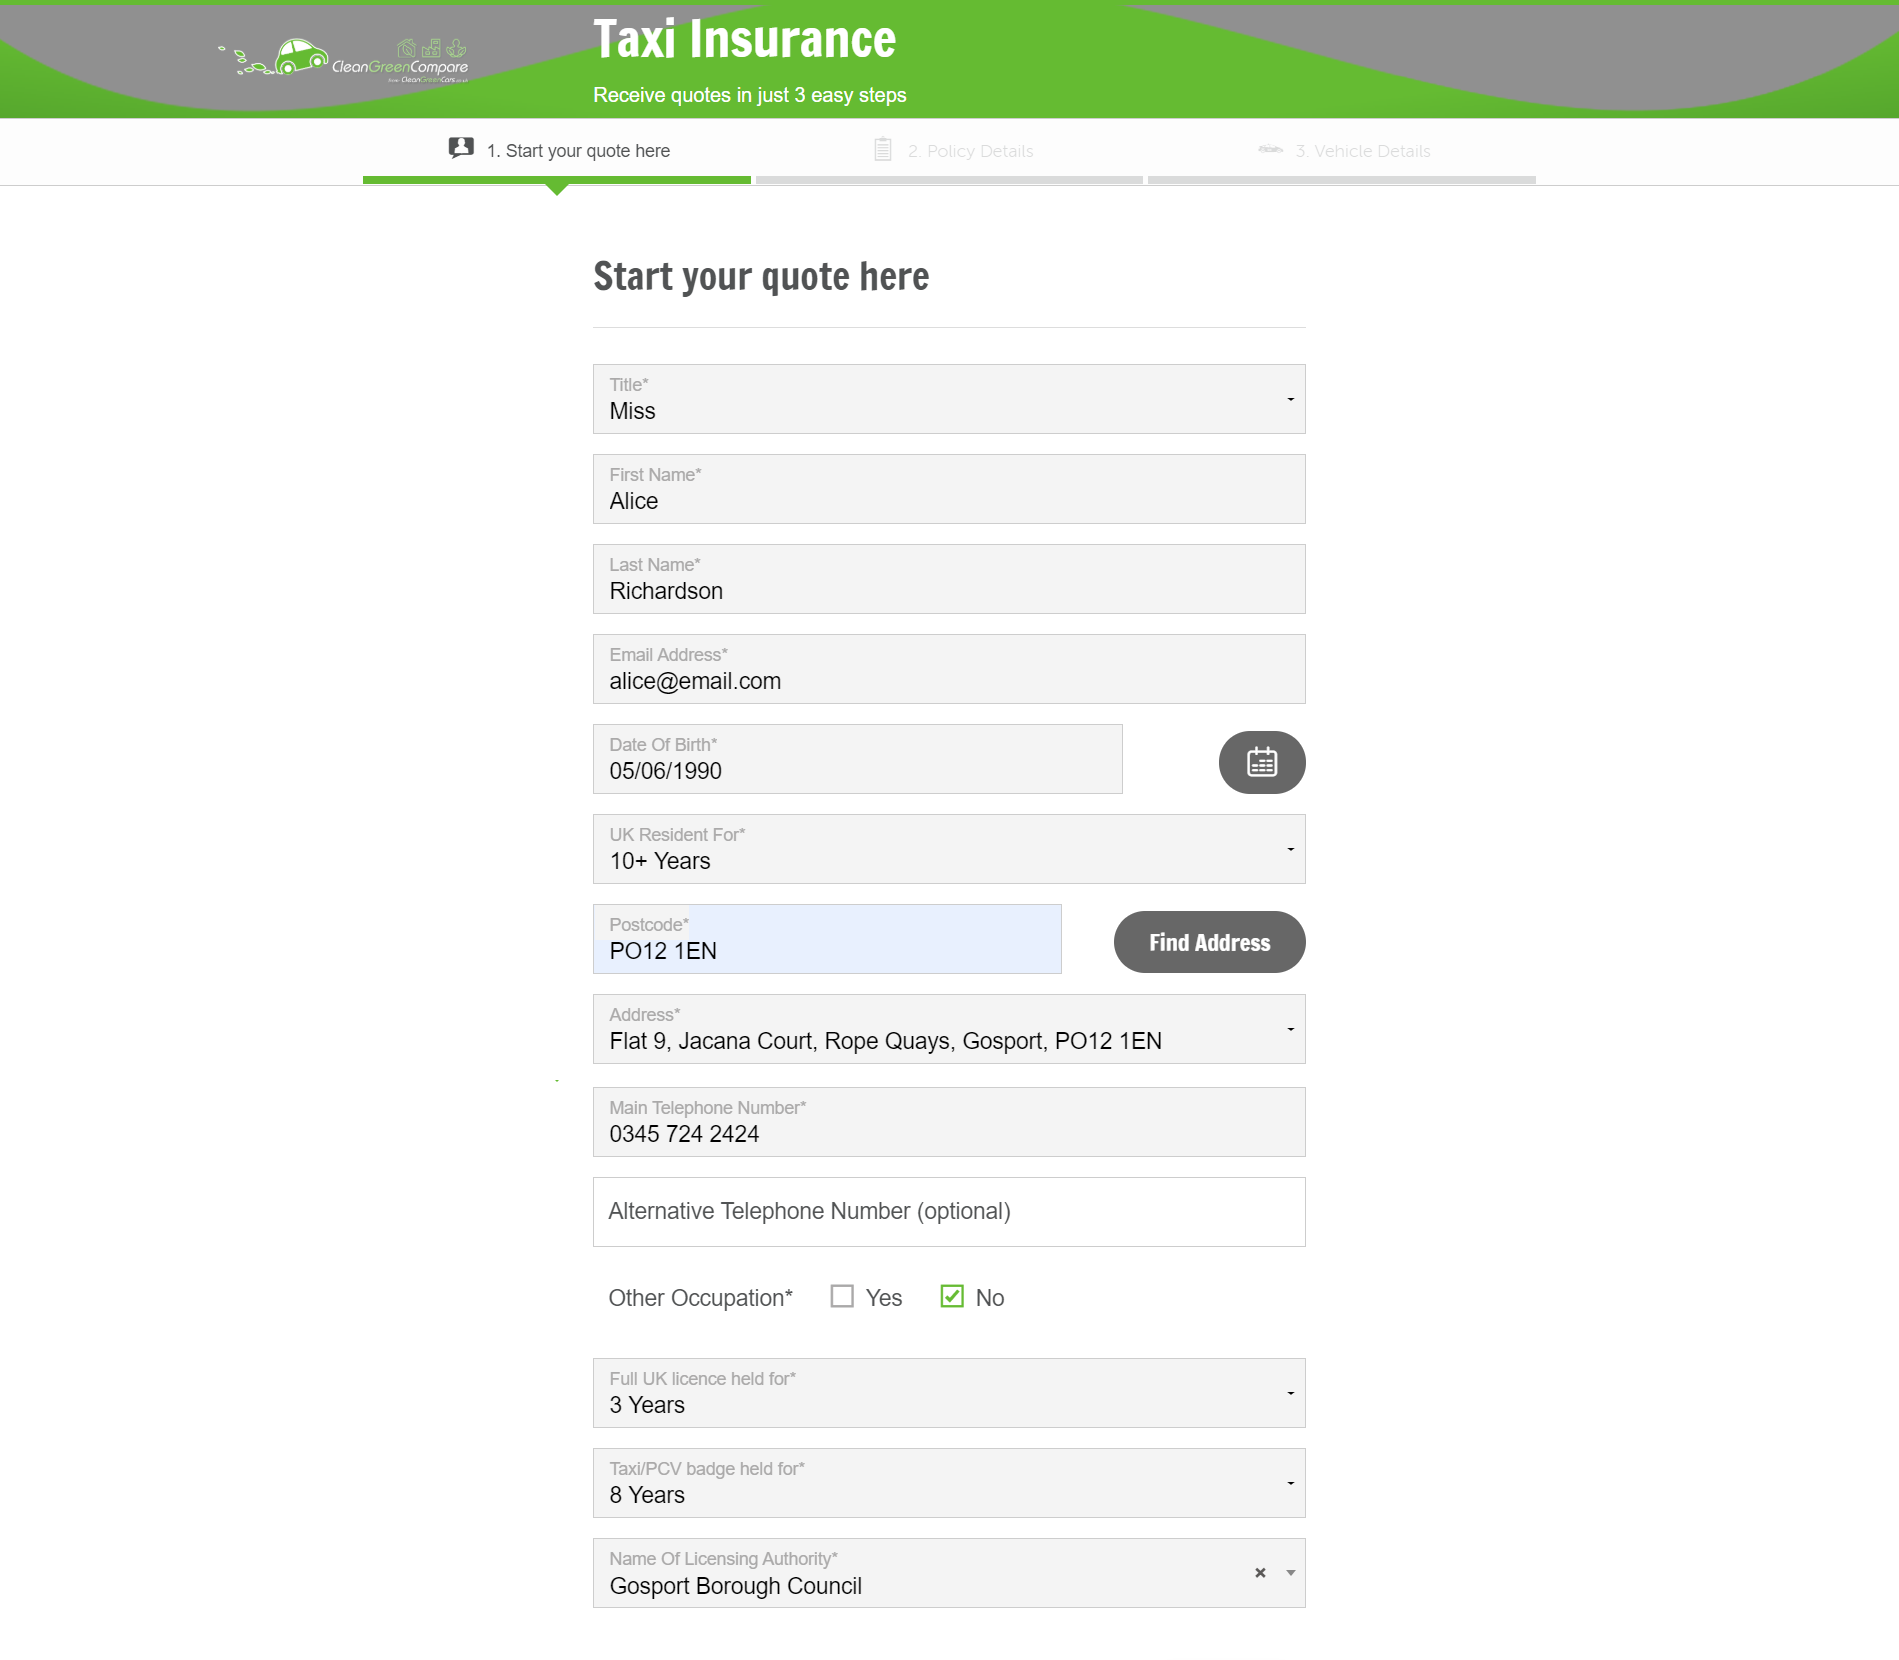 Taxi Insurance
CleanGreenCompare
Receive quotes in just 3 easy steps
1. Start your quote here
2. Policy Details
3. Vehicle Details
Start your quote here
Title*
Miss
First Name*
Alice
Last Name*
Richardson
Email Address*
alice@email.com
Date Of Birth*
05/06/1990
UK Resident For*
10+ Years
Postcode*
PO12 1EN
Find Address
Address*
Flat 9, Jacana Court, Rope Quays, Gosport, PO12 1EN
Main Telephone Number*
0345 724 2424
Alternative Telephone Number (optional)
Other Occupation* Yes No
Full UK licence held for*
3 Years
Taxi/PCV badge held for*
8 Years
Name Of Licensing Authority*
Gosport Borough Council